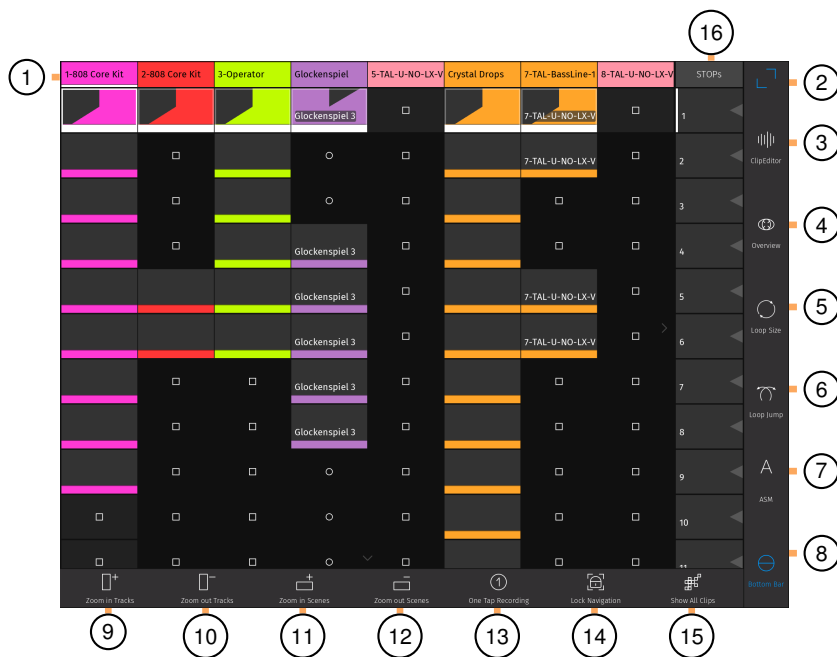 16
1
1-808 Core Kit 2-808 Core Kit 3-Operator Glockenspiel 5-TAL-U-NO-LX-V Crystal Drops 7-TAL-BassLine-1 8-TAL-U-NO-LX-V STOPs
2
Glockenspiel 3 7-TAL-U-NO-LX-V 1
3
ClipEditor
7-TAL-U-NO-LX-V 2
3
4
Overview
Glockenspiel 3 4
Glockenspiel 3 7-TAL-U-NO-LX-V 5
5
Loop Size
Glockenspiel 3 7-TAL-U-NO-LX-V 6
Glockenspiel 3 7
6
Loop Jump
Glockenspiel 3 8
A
7
ASM
9
10
8
11
Bottom Bar
Zoom in Tracks Zoom out Tracks Zoom in Scenes Zoom out Scenes One Tap Recording Lock Navigation Show All Clips
1
9 10 11 12 13 14 15